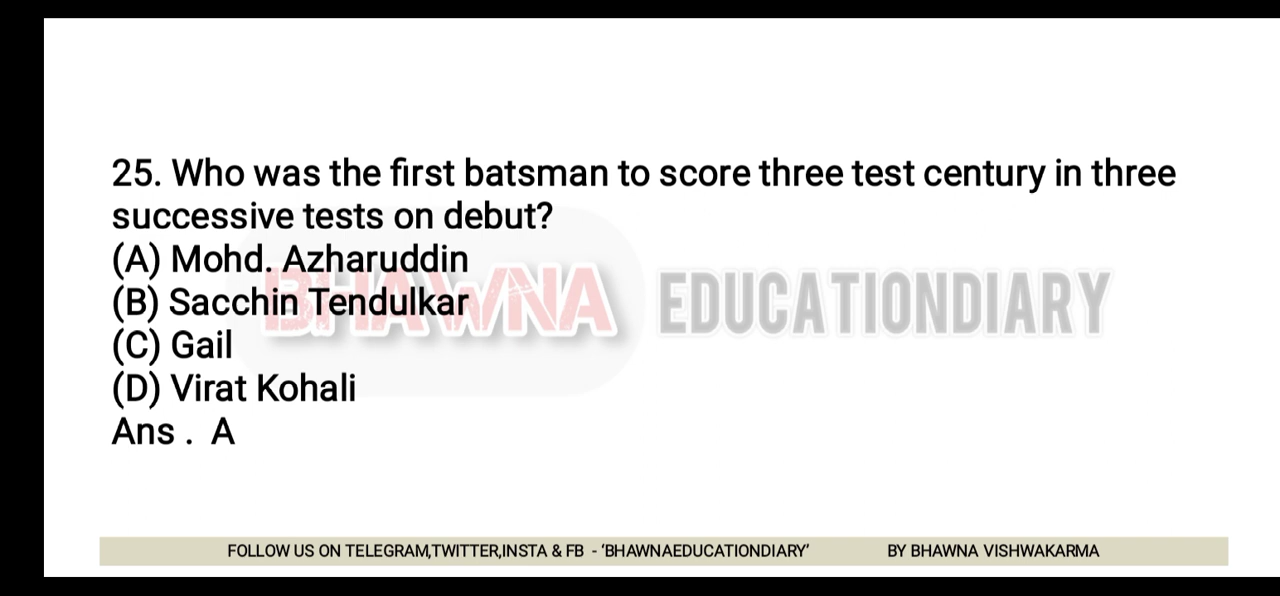 25. Who was the first batsman to score three test century in three
successive tests on debut?
(A) Mohd. Azharuddin
(B) Sacchin Tendulkar
(C) Gail
(D) Virat Kohali
Ans . A
BHAWNA EDUCATIONDIARY
FOLLOW US ON TELEGRAM,TWITTER,INSTA & FB - ‘BHAWNAEDUCATIONDIARY’ BY BHAWNA VISHWAKARMA